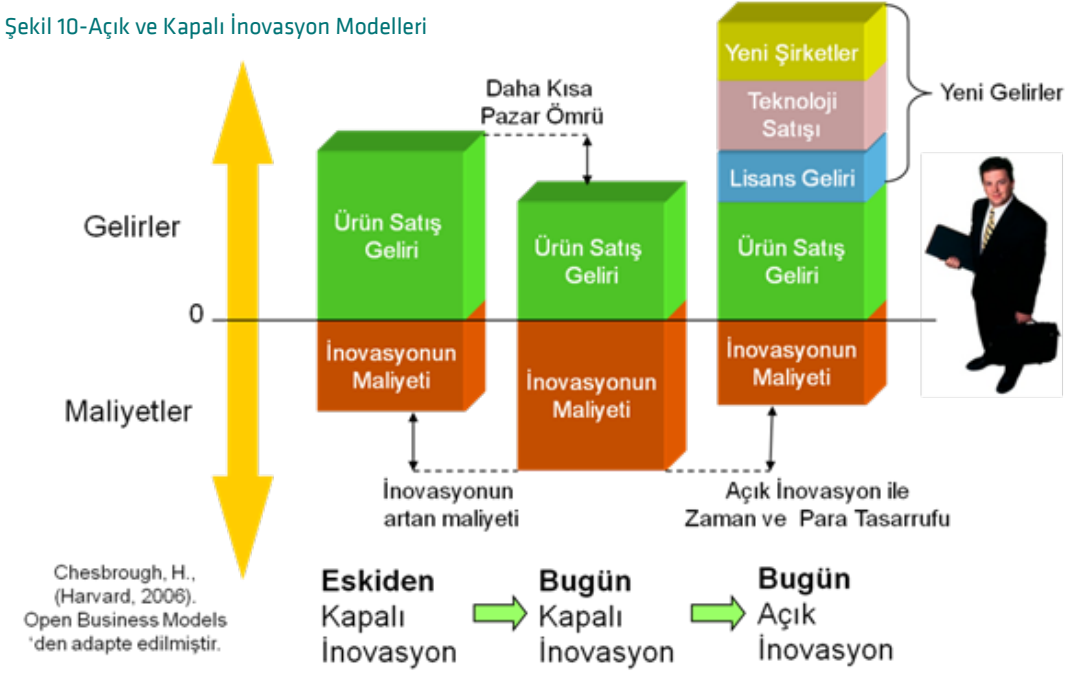 Şekil 10-Açık ve Kapalı İnovasyon Modelleri
Daha Kısa
Pazar Ömrü
Yeni Şirketler
Teknoloji
Satışı
Lisans Geliri
Yeni Gelirler
Gelirler
Ürün Satış
Geliri
Ürün Satış
Geliri
Ürün Satış
Geliri
0
İnovasyonun
Maliyeti
İnovasyonun
Maliyeti
İnovasyonun
Maliyeti
Maliyetler
İnovasyonun
artan maliyeti
Açık İnovasyon ile
Zaman ve Para Tasarrufu
Chesbrough, H.,
(Harvard, 2006).
Open Business Models
'den adapte edilmiştir.
Eskiden
Kapalı
İnovasyon
Bugün
Kapalı
İnovasyon
Bugün
Açık
İnovasyon